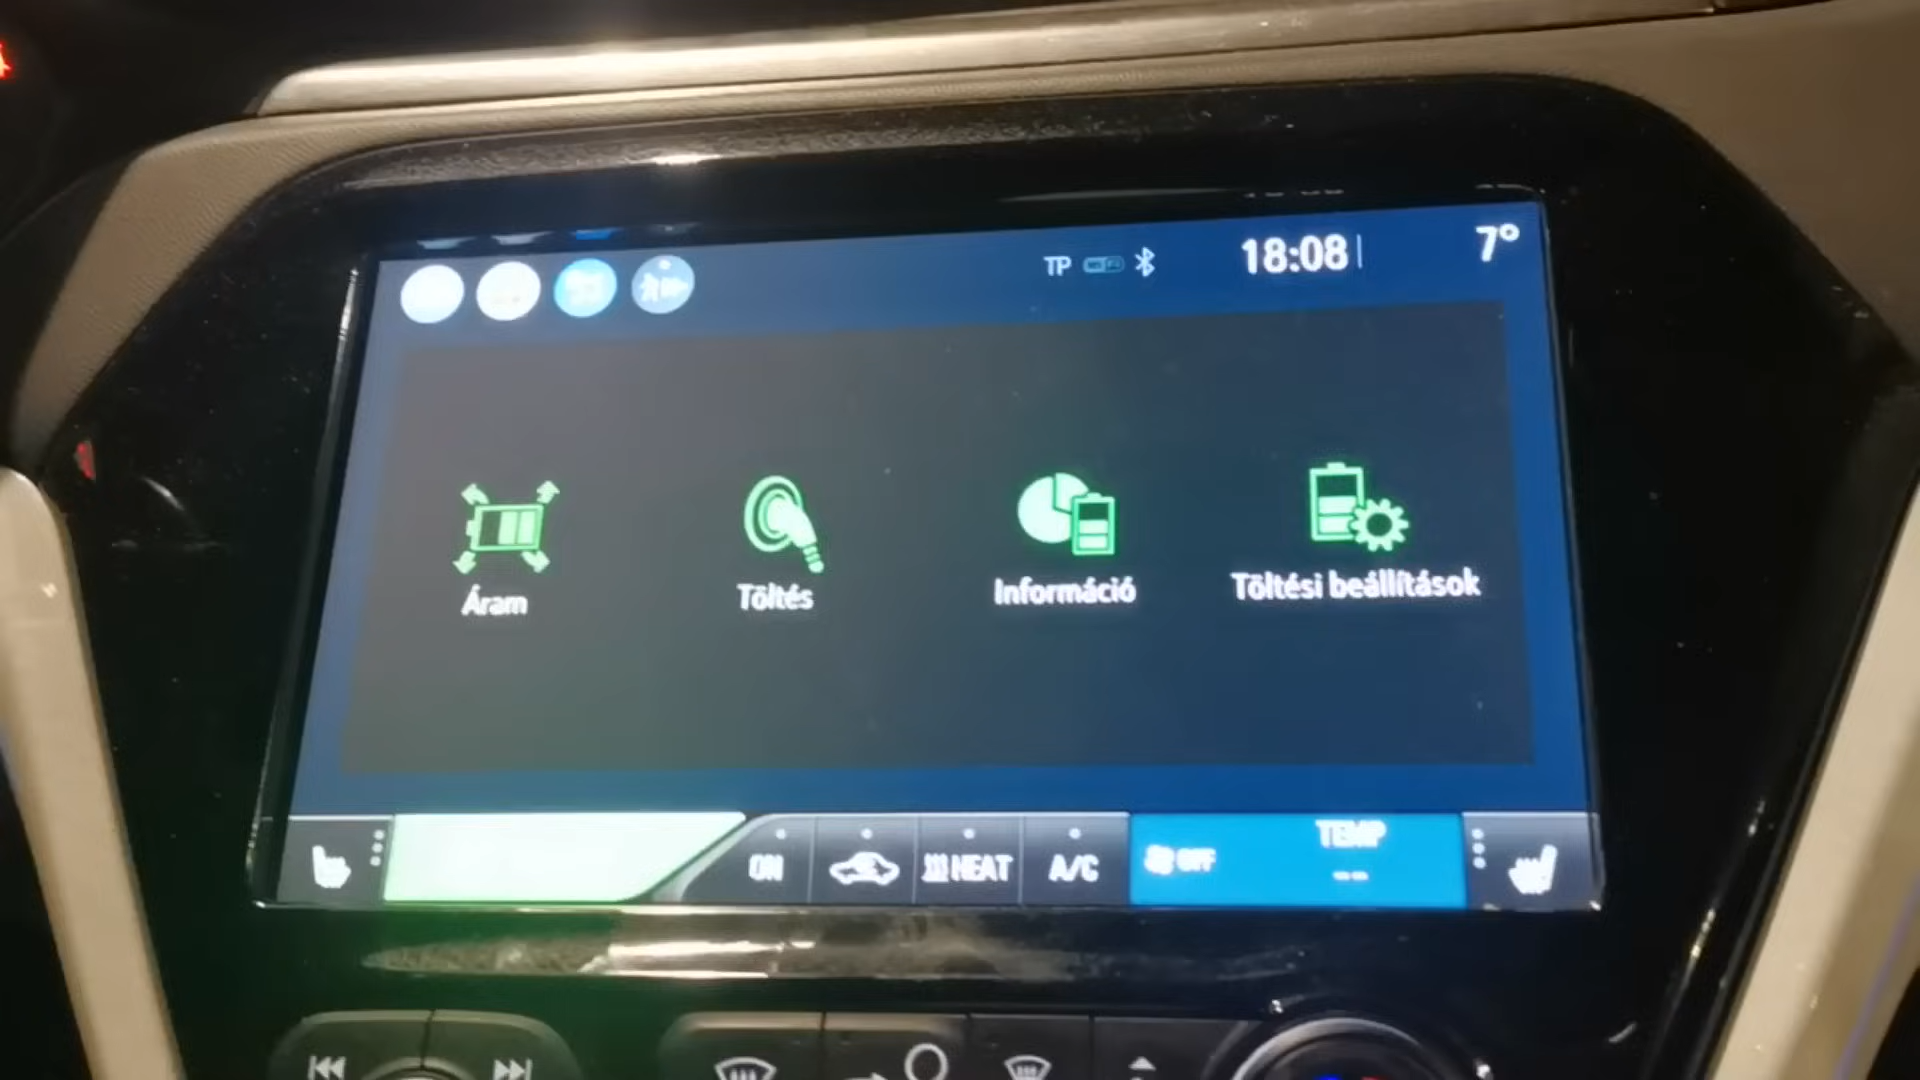 TP 18:08 7°
Áram Töltés Információ Töltési beállítások
TEMP
ON HEAT A/C OFF --